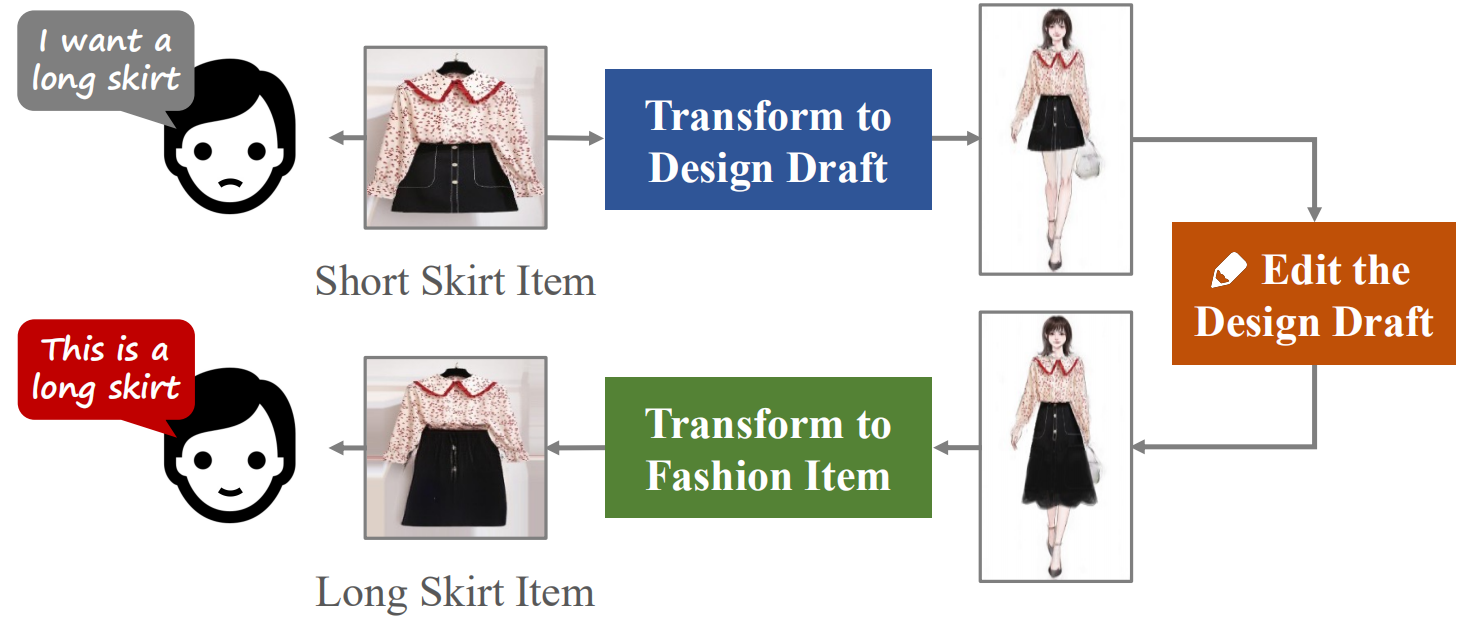 I want a
long skirt
Transform to
Design Draft
Short Skirt Item
Edit the
Design Draft
This is a
long skirt
Transform to
Fashion Item
Long Skirt Item